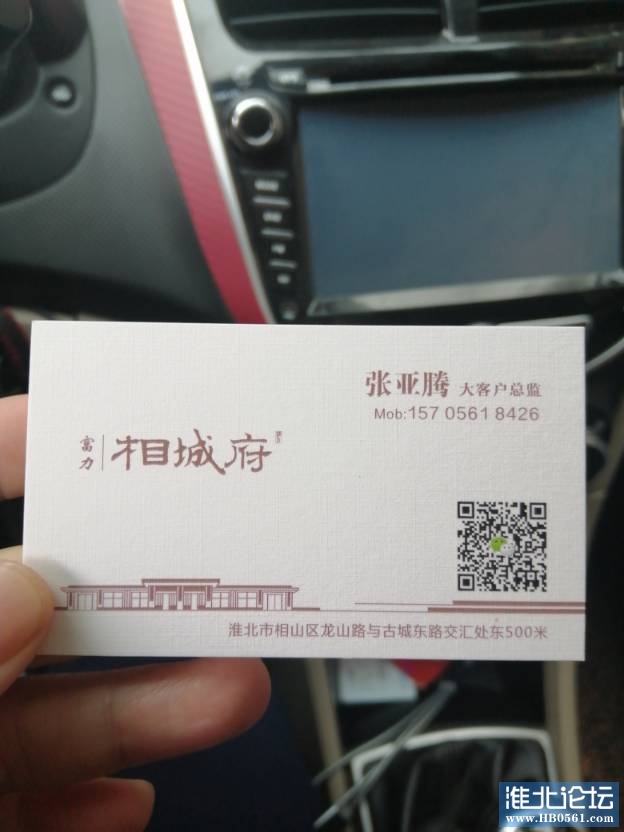 张亚腾 大客户总监
Mob:157 0561 8426
富力 相城府
淮北市相山区龙山路与古城东路交汇处东500米
淮北论坛
www.HB0561.com